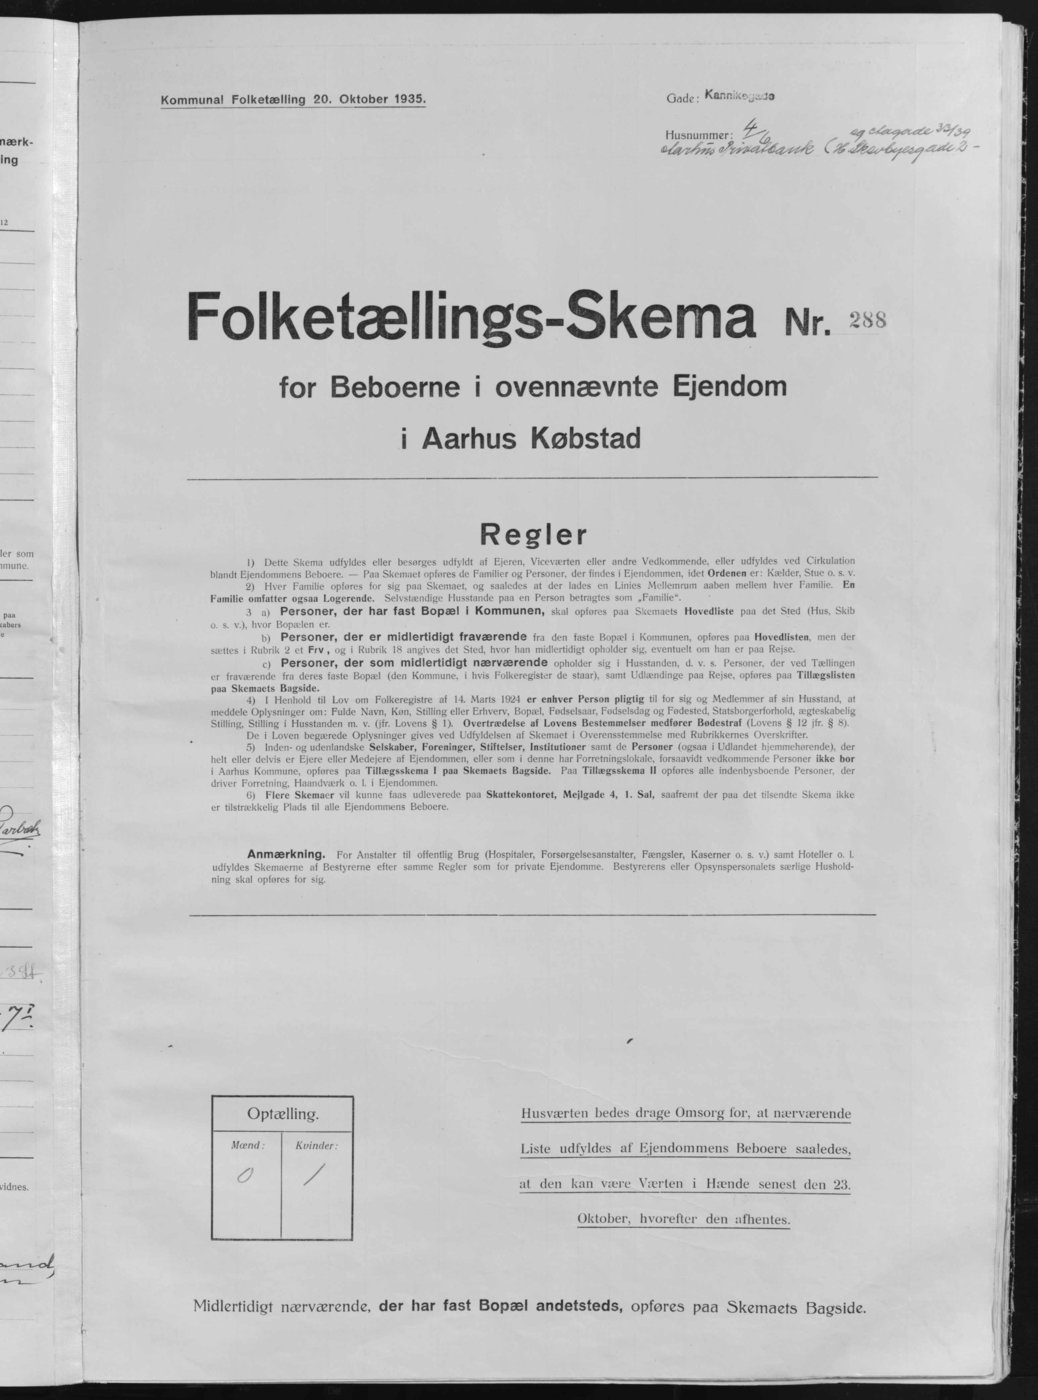 Kommunal Folketælling 20. Oktober 1935.
Gade: Kannikegade
Husnummer: 4/6
Aarhus Privatbank
Folketællings-Skema Nr. 288
for Beboerne i ovennævnte Ejendom
i Aarhus Købstad
Regler
1) Dette Skema udfyldes eller besørges udfyldt af Ejeren, Viceværten eller andre Vedkommende, eller udfyldes ved Cirkulation
blandt Ejendommens Beboere. — Paa Skemaet opføres de Familier og Personer, der findes i Ejendommen, idet Ordenen er: Kælder, Stue o. s. v.
2) Hver Familie opføres for sig paa Skemaet, og saaledes at der lades en Linies Mellemrum aaben mellem hver Familie. En
Familie omfatter ogsaa Logerende. Selvstændige Husstande paa en Person betragtes som „Familie“.
3 a) Personer, der har fast Bopæl i Kommunen, skal opføres paa Skemaets Hovedliste paa det Sted (Hus, Skib
o. s. v.), hvor Bopælen er.
b) Personer, der er midlertidigt fraværende fra den faste Bopæl i Kommunen, opføres paa Hovedlisten, men der
sættes i Rubrik 2 et Frv , og i Rubrik 18 angives det Sted, hvor han midlertidigt opholder sig, eventuelt om han er paa Rejse.
c) Personer, der som midlertidigt nærværende opholder sig i Husstanden, d. v. s. Personer, der ved Tællingen
er fraværende fra deres faste Bopæl (den Kommune, i hvis Folkeregister de staar), samt Udlændinge paa Rejse, opføres paa Tillægslisten
paa Skemaets Bagside.
4) I Henhold til Lov om Folkeregistre af 14. Marts 1924 er enhver Person pligtig til for sig og Medlemmer af sin Husstand, at
meddele Oplysninger om: Fulde Navn, Køn, Stilling eller Erhverv, Bopæl, Fødselsaar, Fødselsdag og Fødested, Statsborgerforhold, ægteskabelig
Stilling, Stilling i Husstanden m. v. (jfr. Lovens § 1). Overtrædelse af Lovens Bestemmelser medfører Bødestraf (Lovens § 12 jfr. § 8).
De i Loven begærede Oplysninger gives ved Udfyldelsen af Skemaet i Overensstemmelse med Rubrikkernes Overskrifter.
5) Inden- og udenlandske Selskaber, Foreninger, Stiftelser, Institutioner samt de Personer (ogsaa i Udlandet hjemmehørende), der
helt eller delvis er Ejere eller Medejere af Ejendommen, eller som i denne har Forretningslokale, forsaavidt vedkommende Personer ikke bor
i Aarhus Kommune, opføres paa Tillægsskema I paa Skemaets Bagside. Paa Tillægsskema II opføres alle indenbysboende Personer, der
driver Forretning, Haandværk o. l. i Ejendommen.
6) Flere Skemaer vil kunne faas udleverede paa Skattekontoret, Mejlgade 4, 1. Sal, saafremt der paa det tilsendte Skema ikke
er tilstrækkelig Plads til alle Ejendommens Beboere.
Anmærkning. For Anstalter til offentlig Brug (Hospitaler, Forsørgelsesanstalter, Fængsler, Kaserner o. s. v.) samt Hoteller o. l.
udfyldes Skemaerne af Bestyrerne efter samme Regler som for private Ejendomme. Bestyrerens eller Opsynspersonalets særlige Hushold-
ning skal opføres for sig.
Optælling.
Mænd: Kvinder:
0 1
Husværten bedes drage Omsorg for, at nærværende
Liste udfyldes af Ejendommens Beboere saaledes,
at den kan være Værten i Hænde senest den 23.
Oktober, hvorefter den afhentes.
Midlertidigt nærværende, der har fast Bopæl andetsteds, opføres paa Skemaets Bagside.